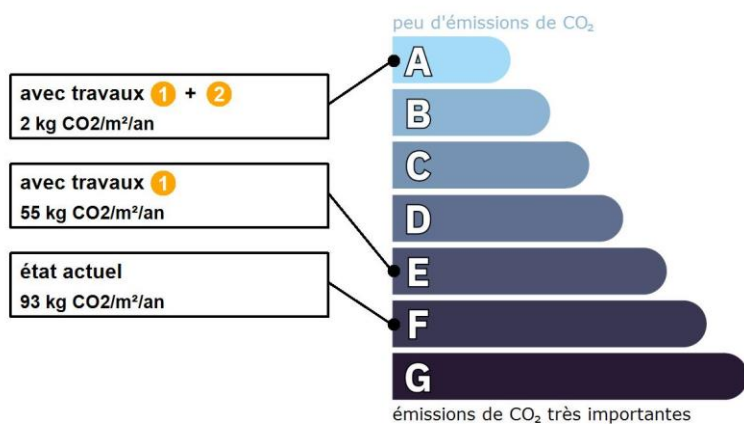 peu d'émissions de CO₂
A
avec travaux 1 + 2
2 kg CO2/m²/an
B
C
avec travaux 1
55 kg CO2/m²/an
D
E
état actuel
93 kg CO2/m²/an
F
G
émissions de CO₂ très importantes